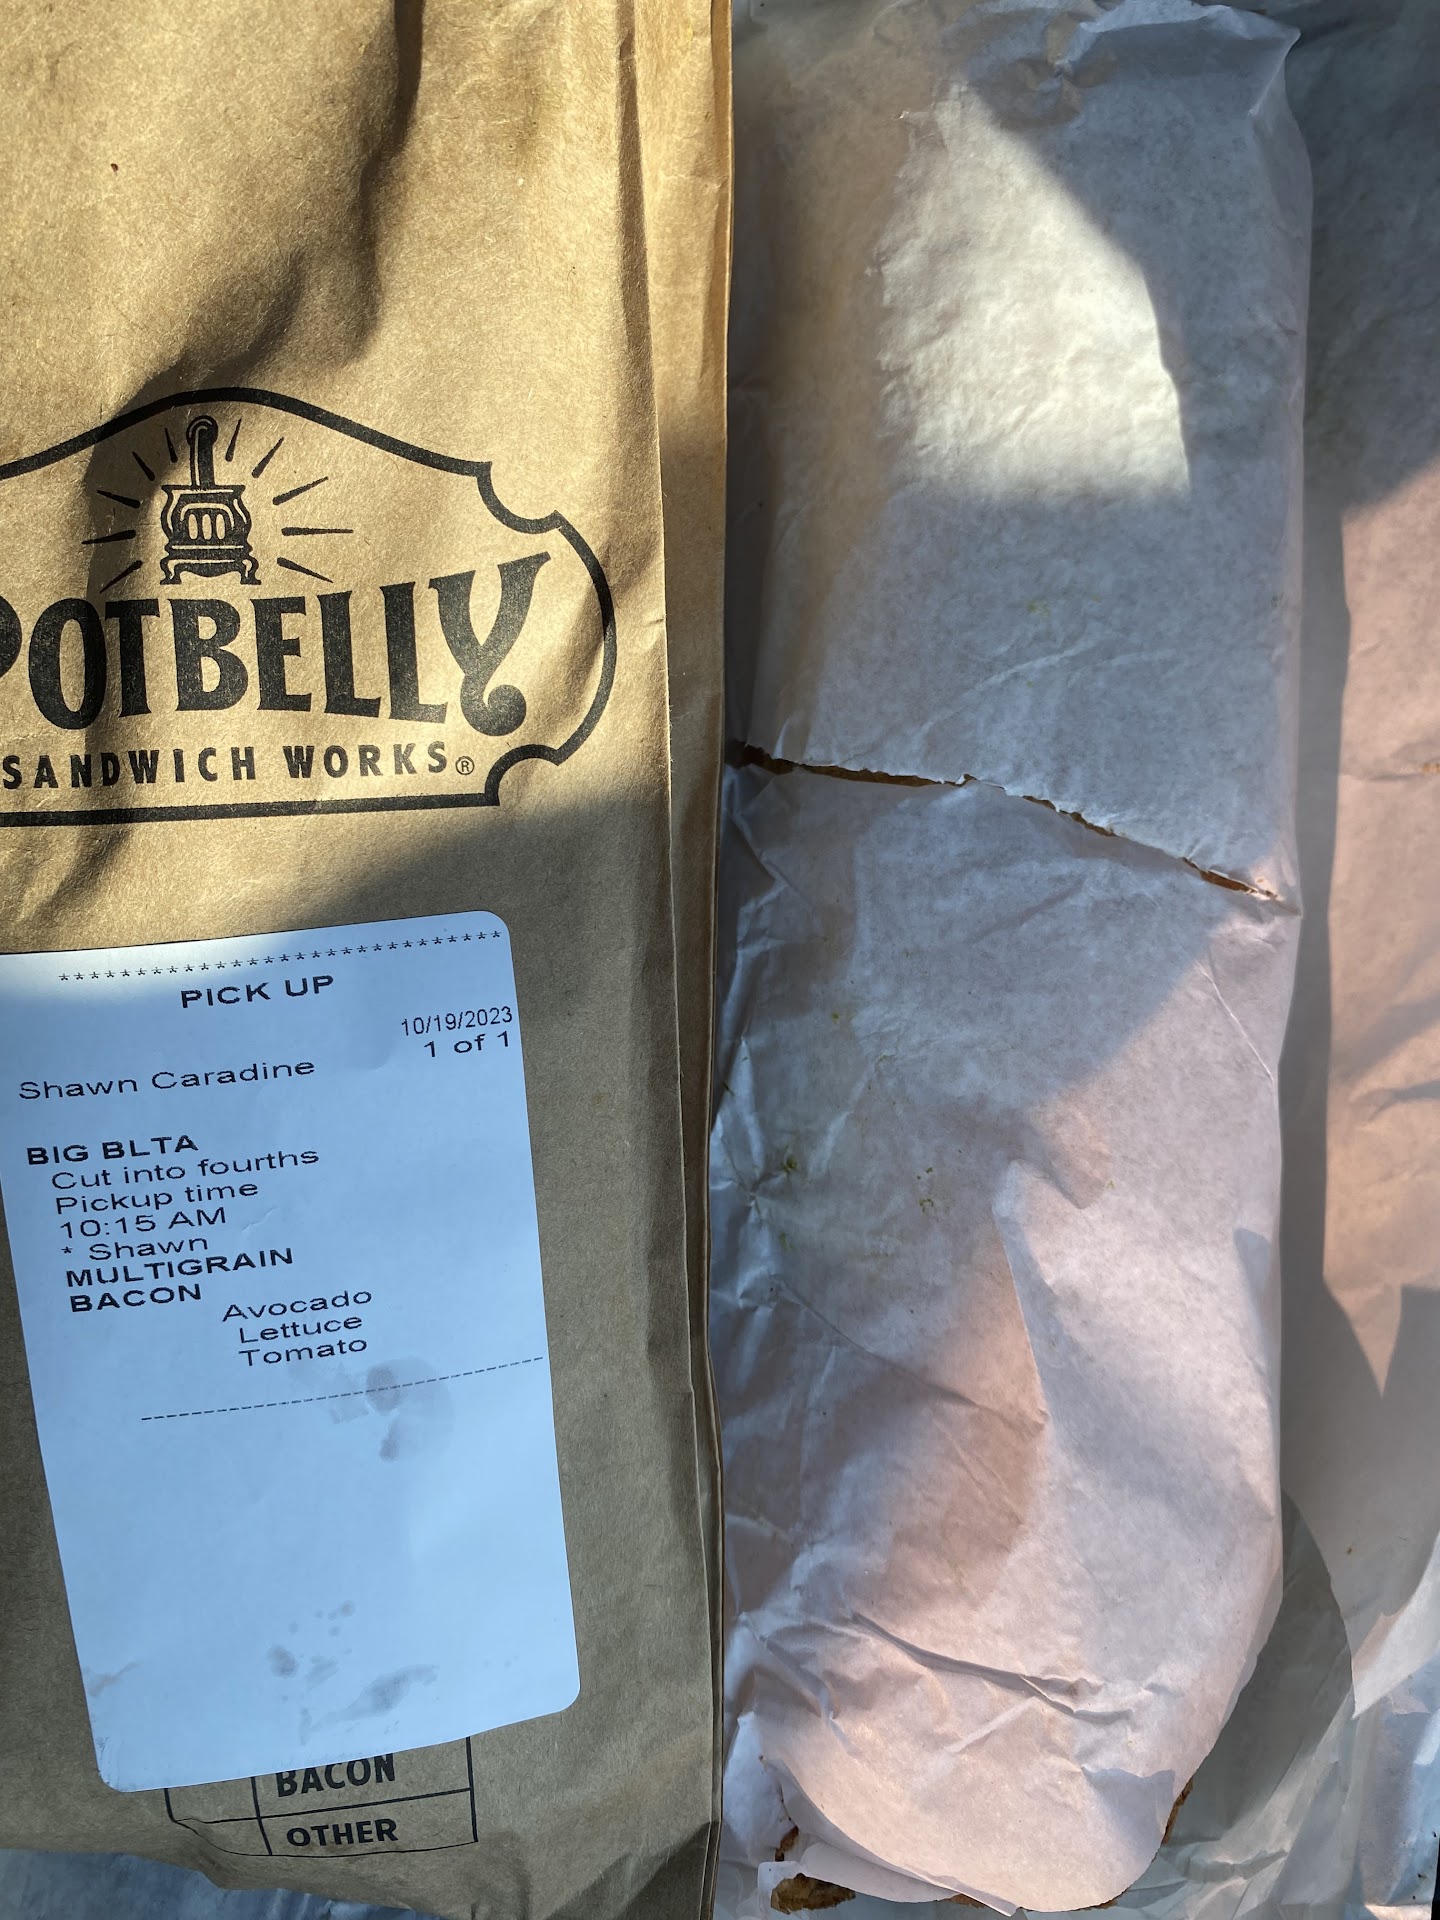 POTBELLY
SANDWICH WORKS®
*****************************
PICK UP
10/19/2023
1 of 1
Shawn Caradine
BIG BLTA
Cut into fourths
Pickup time
10:15 AM
* Shawn
MULTIGRAIN
BACON
Avocado
Lettuce
Tomato
BACON
OTHER